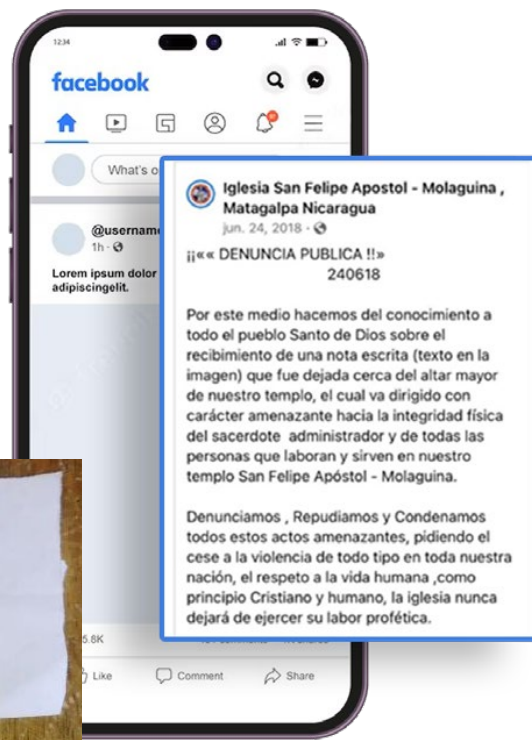 12:34
facebook
What's o
@usernam
1h
Lorem ipsum dolor
adipiscingelit.
Iglesia San Felipe Apostol - Molaguina ,
Matagalpa Nicaragua
jun. 24, 2018 ·
¡¡«« DENUNCIA PUBLICA !!»
240618
Por este medio hacemos del conocimiento a
todo el pueblo Santo de Dios sobre el
recibimiento de una nota escrita (texto en la
imagen) que fue dejada cerca del altar mayor
de nuestro templo, el cual va dirigido con
carácter amenazante hacia la integridad física
del sacerdote administrador y de todas las
personas que laboran y sirven en nuestro
templo San Felipe Apóstol - Molaguina.
Denunciamos , Repudiamos y Condenamos
todos estos actos amenazantes, pidiendo el
cese a la violencia de todo tipo en toda nuestra
nación, el respeto a la vida humana ,como
principio Cristiano y humano, la iglesia nunca
dejará de ejercer su labor profética.
5.8K
Like
Comment
Share